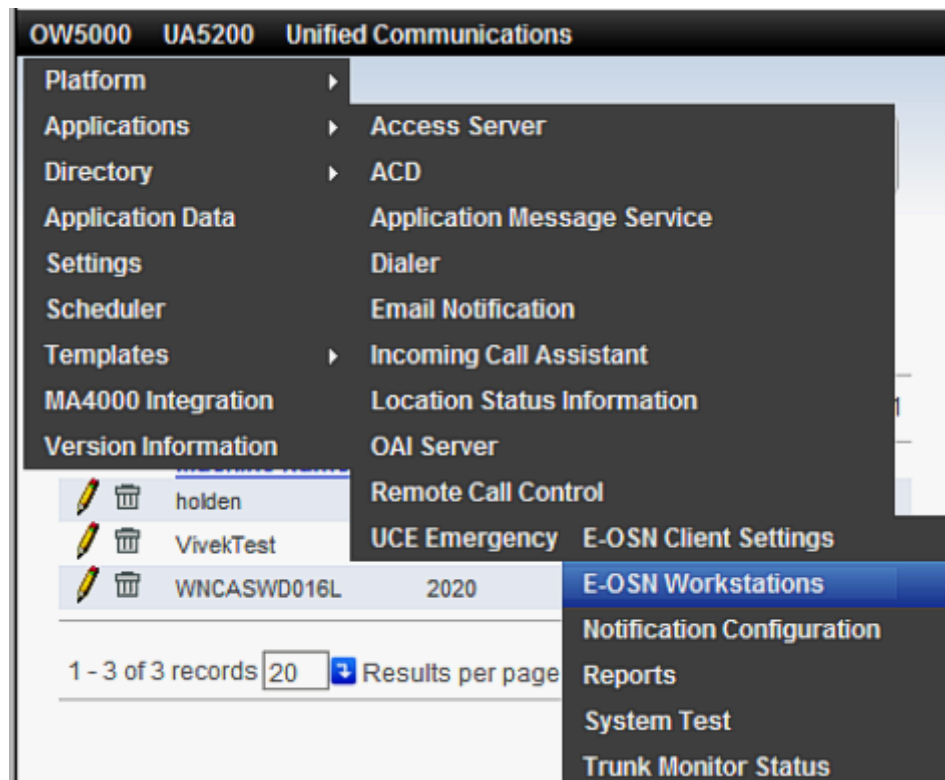 OW5000 UA5200 Unified Communications
Platform
Applications
Directory
Application Data
Settings
Scheduler
Templates
MA4000 Integration
Version Information
Access Server
ACD
Application Message Service
Dialer
Email Notification
Incoming Call Assistant
Location Status Information
OAI Server
Remote Call Control
UCE Emergency
E-OSN Client Settings
E-OSN Workstations
Notification Configuration
Reports
System Test
Trunk Monitor Status
1
holden
VivekTest
WNCASWD016L 2020
1 - 3 of 3 records 20 Results per page